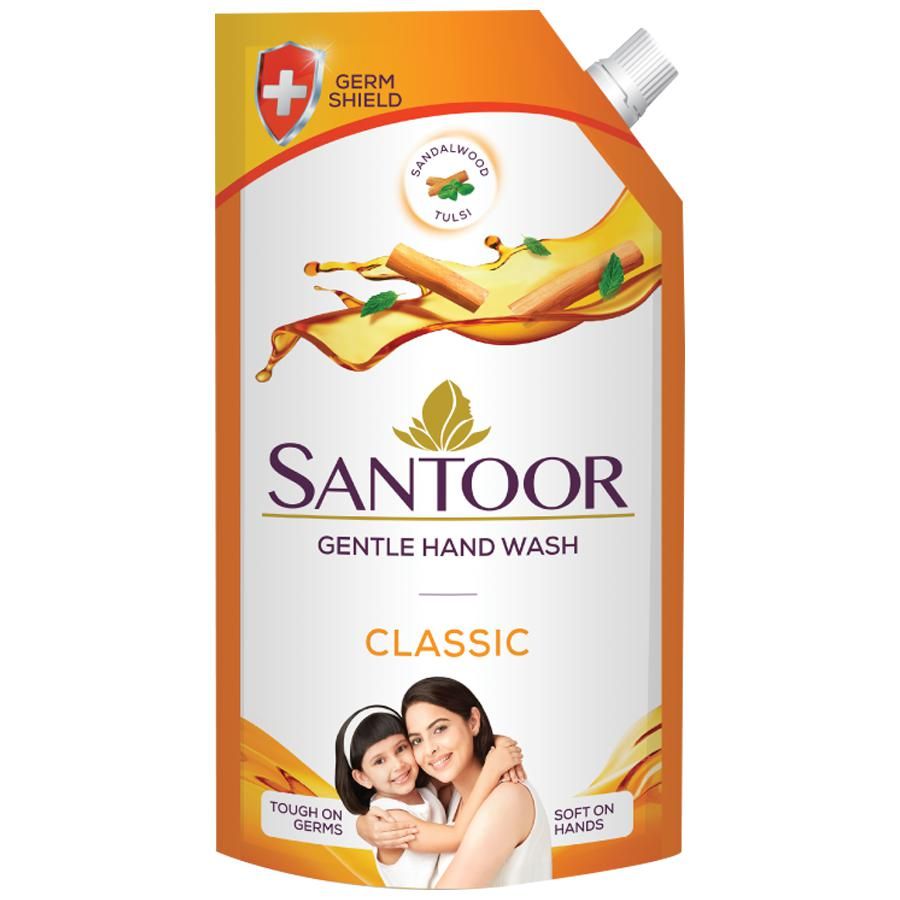 GERM
SHIELD
SANDALWOOD
TULSI
SANTOOR
GENTLE HAND WASH
CLASSIC
TOUGH ON
GERMS
SOFT ON
HANDS